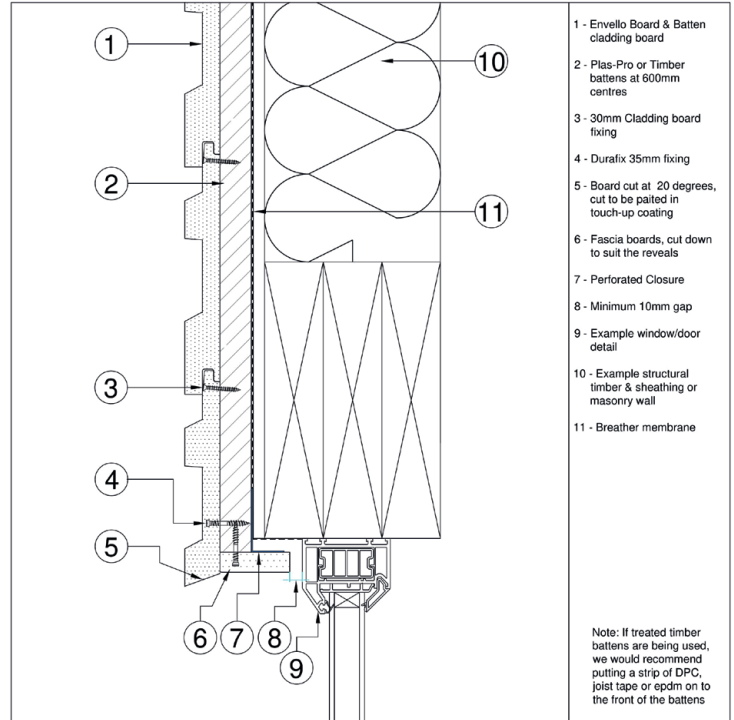 1 - Envello Board & Batten
cladding board
2 - Plas-Pro or Timber
battens at 600mm
centres
3 - 30mm Cladding board
fixing
4 - Durafix 35mm fixing
5 - Board cut at 20 degrees,
cut to be paited in
touch-up coating
6 - Fascia boards, cut down
to suit the reveals
7 - Perforated Closure
8 - Minimum 10mm gap
9 - Example window/door
detail
10 - Example structural
timber & sheathing or
masonry wall
11 - Breather membrane
Note: If treated timber
battens are being used,
we would recommend
putting a strip of DPC,
joist tape or epdm on to
the front of the battens
1
10
2
11
3
4
5
6
7
8
9